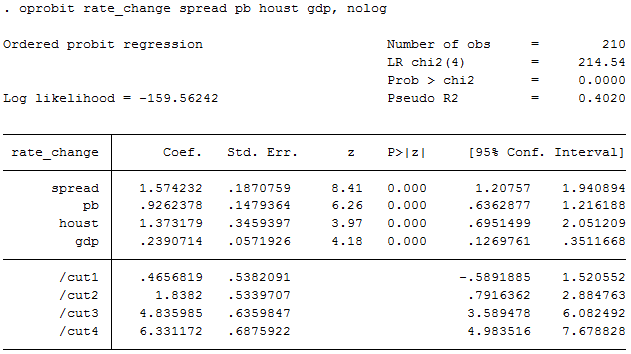 . oprobit rate_change spread pb houst gdp, nolog
Ordered probit regression Number of obs = 210
LR chi2(4) = 214.54
Prob > chi2 = 0.0000
Log likelihood = -159.56242 Pseudo R2 = 0.4020
rate_change Coef. Std. Err. z P>|z| [95% Conf. Interval]
spread 1.574232 .1870759 8.41 0.000 1.20757 1.940894
pb .9262378 .1479364 6.26 0.000 .6362877 1.216188
houst 1.373179 .3459397 3.97 0.000 .6951499 2.051209
gdp .2390714 .0571926 4.18 0.000 .1269761 .3511668
/cut1 .4656819 .5382091 -.5891885 1.520552
/cut2 1.8382 .5339707 .7916362 2.884763
/cut3 4.835985 .6359847 3.589478 6.082492
/cut4 6.331172 .6875922 4.983516 7.678828